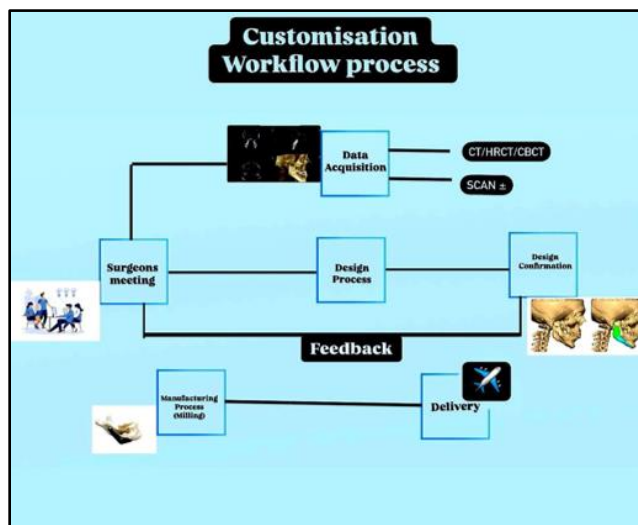 Customisation
Workflow process
Data
Acquisition
CT/HRCT/CBCT
SCAN ±
Surgeons
meeting
Design
Process
Design
Confirmation
Feedback
Manufacturing
Process
(Milling)
Delivery